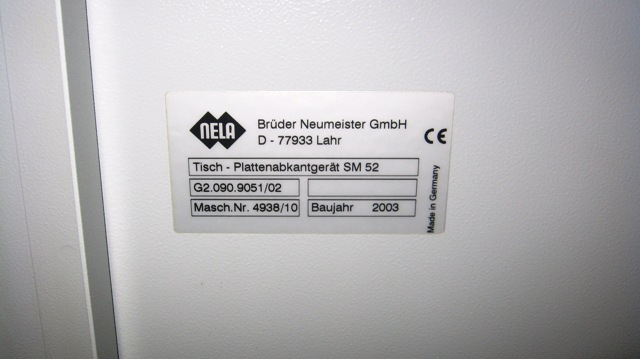 NELA
Brüder Neumeister GmbH
D - 77933 Lahr
CE
Tisch - Plattenabkantgerät SM 52
G2.090.9051/02
Masch.Nr. 4938/10
Baujahr 2003
Made in Germany